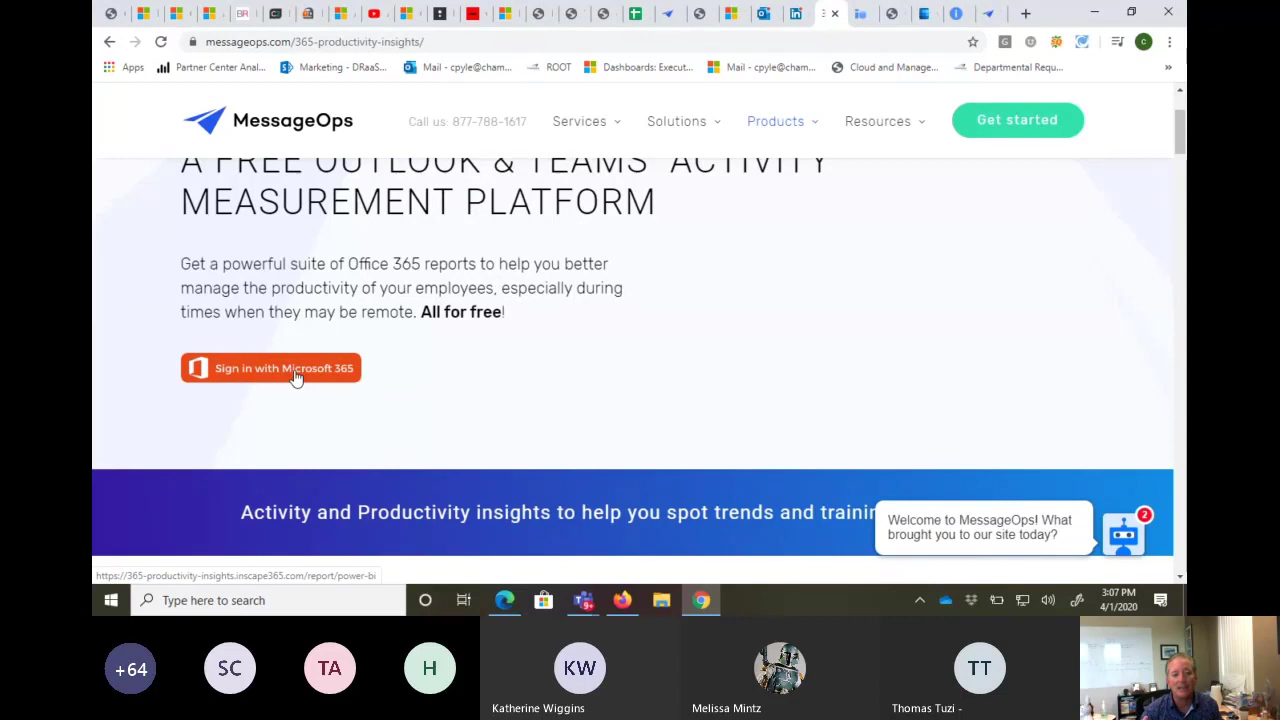 messageops.com/365-productivity-insights/
Apps
Partner Center Anal...
Marketing - DRaaS...
Mail - cpyle@cham...
ROOT
Dashboards: Execut...
Mail - cpyle@cham...
Cloud and Manage...
Departmental Requ...
MessageOps
Call us: 877-788-1617
Services
Solutions
Products
Resources
Get started
A FREE OUTLOOK & TEAMS ACTIVITY
MEASUREMENT PLATFORM
Get a powerful suite of Office 365 reports to help you better
manage the productivity of your employees, especially during
times when they may be remote. All for free!
Sign in with Microsoft 365
Activity and Productivity insights to help you spot trends and trainin
Welcome to MessageOps! What
brought you to our site today?
2
https://365-productivity-insights.inscape365.com/report/power-bi
Type here to search
9+
3:07 PM
4/1/2020
+64
SC
TA
H
KW
TT
Katherine Wiggins
Melissa Mintz
Thomas Tuzi -